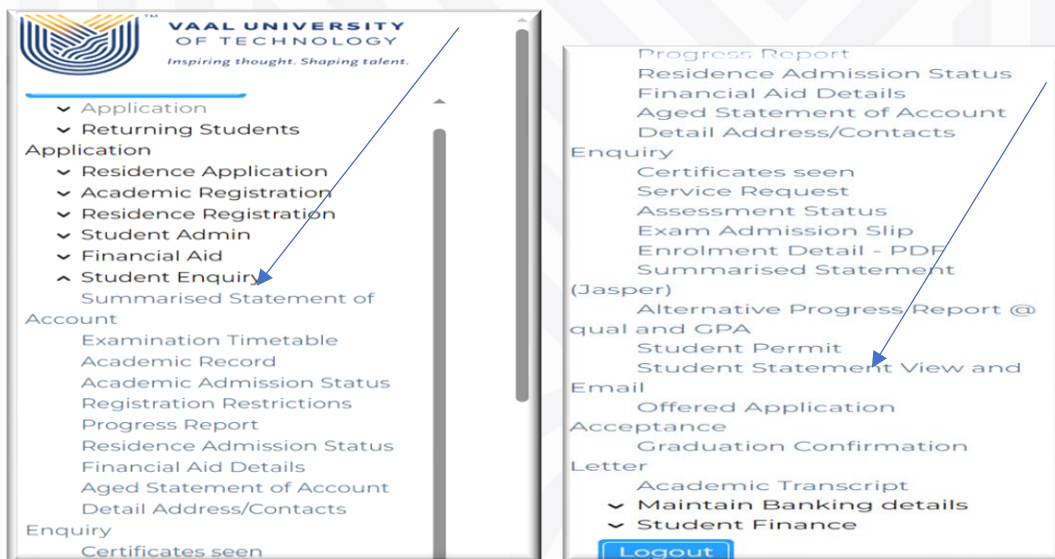 TM
VAAL UNIVERSITY
OF TECHNOLOGY
Inspiring thought. Shaping talent.
Application
Returning Students
Application
Residence Application
Academic Registration
Residence Registration
Student Admin
Financial Aid
Student Enquiry
Summarised Statement of
Account
Examination Timetable
Academic Record
Academic Admission Status
Registration Restrictions
Progress Report
Residence Admission Status
Financial Aid Details
Aged Statement of Account
Detail Address/Contacts
Enquiry
Certificates seen
Progress Report
Residence Admission Status
Financial Aid Details
Aged Statement of Account
Detail Address/Contacts
Enquiry
Certificates seen
Service Request
Assessment Status
Exam Admission Slip
Enrolment Detail - PDF
Summarised Statement
(Jasper)
Alternative Progress Report @
qual and GPA
Student Permit
Student Statement View and
Email
Offered Application
Acceptance
Graduation Confirmation
Letter
Academic Transcript
Maintain Banking details
Student Finance
Logout